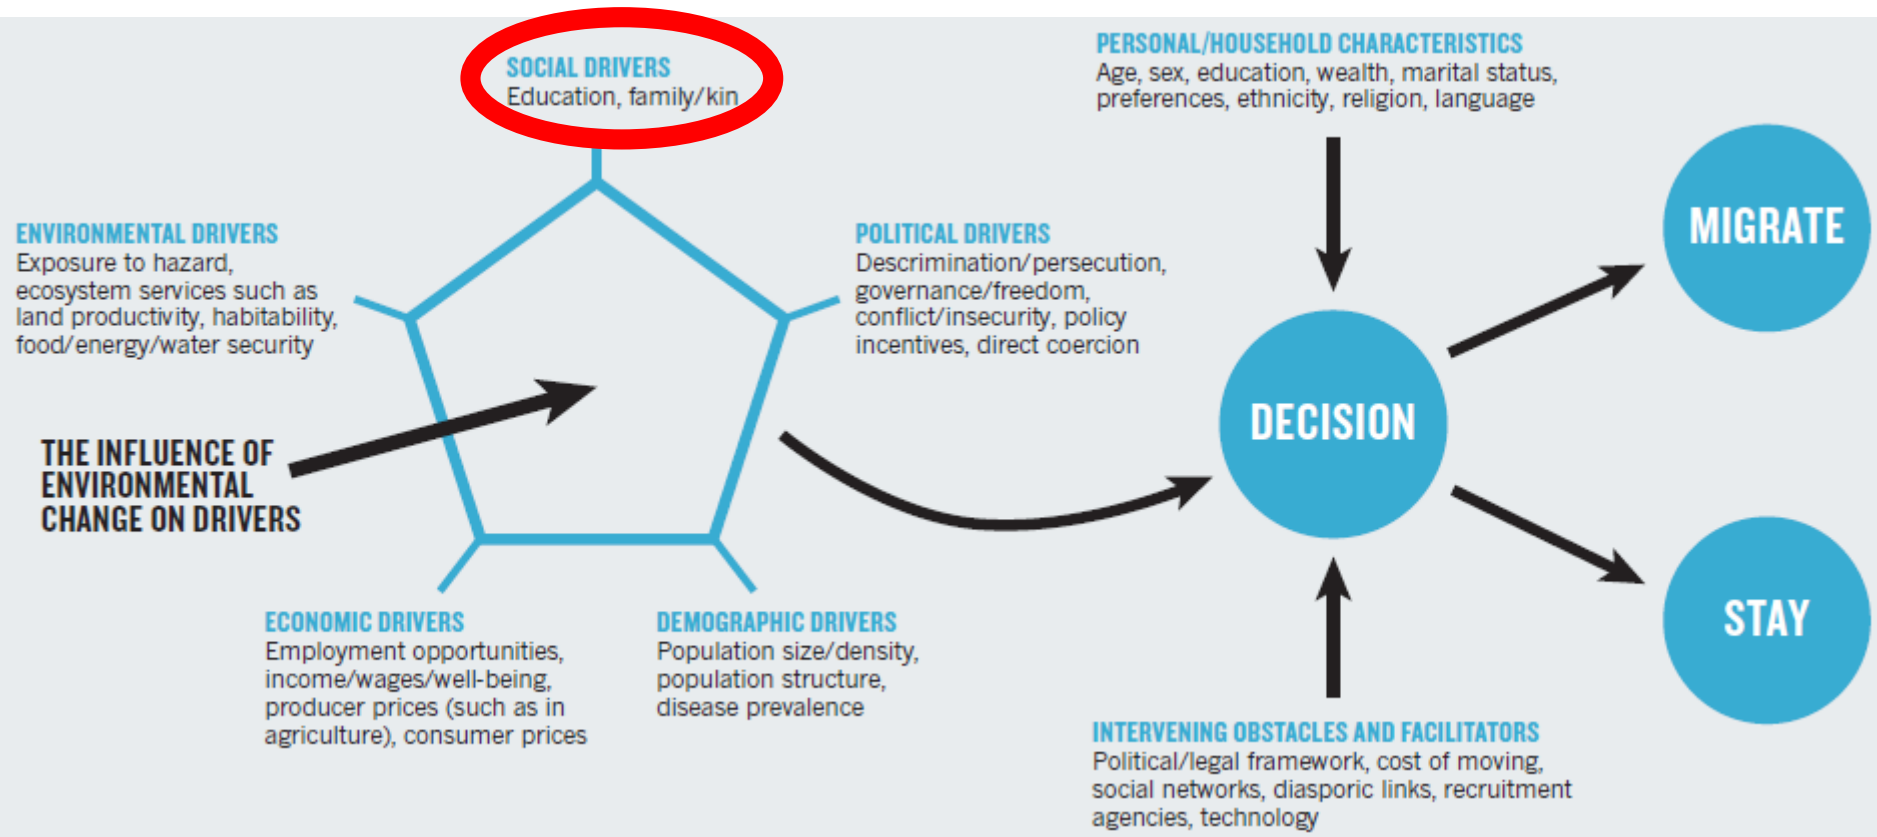 SOCIAL DRIVERS
Education, family/kin
ENVIRONMENTAL DRIVERS
Exposure to hazard,
ecosystem services such as
land productivity, habitability,
food/energy/water security
POLITICAL DRIVERS
Descrimination/persecution,
governance/freedom,
conflict/insecurity, policy
incentives, direct coercion
THE INFLUENCE OF
ENVIRONMENTAL
CHANGE ON DRIVERS
ECONOMIC DRIVERS
Employment opportunities,
income/wages/well-being,
producer prices (such as in
agriculture), consumer prices
DEMOGRAPHIC DRIVERS
Population size/density,
population structure,
disease prevalence
PERSONAL/HOUSEHOLD CHARACTERISTICS
Age, sex, education, wealth, marital status,
preferences, ethnicity, religion, language
DECISION
INTERVENING OBSTACLES AND FACILITATORS
Political/legal framework, cost of moving,
social networks, diasporic links, recruitment
agencies, technology
MIGRATE
STAY